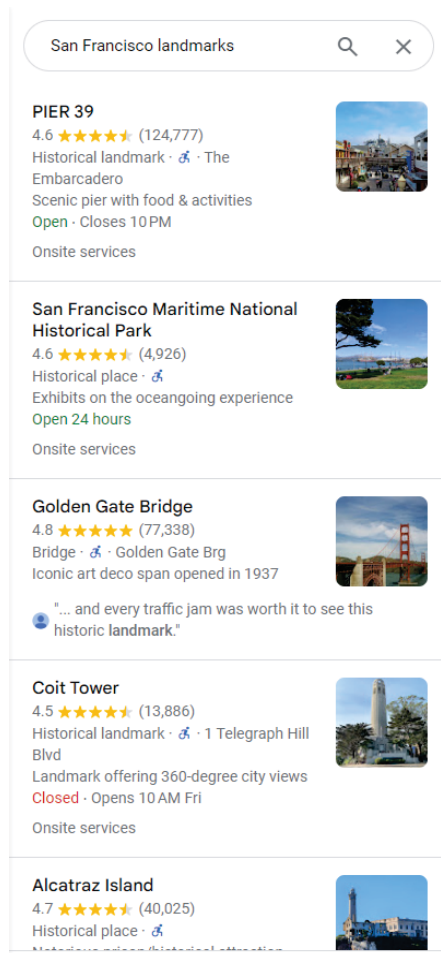 San Francisco landmarks
PIER 39
4.6 (124,777)
Historical landmark · · The
Embarcadero
Scenic pier with food & activities
Open · Closes 10 PM
Onsite services
San Francisco Maritime National
Historical Park
4.6 (4,926)
Historical place ·
Exhibits on the oceangoing experience
Open 24 hours
Onsite services
Golden Gate Bridge
4.8 (77,338)
Bridge · · Golden Gate Brg
Iconic art deco span opened in 1937
"... and every traffic jam was worth it to see this
historic landmark."
Coit Tower
4.5 (13,886)
Historical landmark · · 1 Telegraph Hill
Blvd
Landmark offering 360-degree city views
Closed · Opens 10 AM Fri
Onsite services
Alcatraz Island
4.7 (40,025)
Historical place ·
Notorious prison/historical attraction